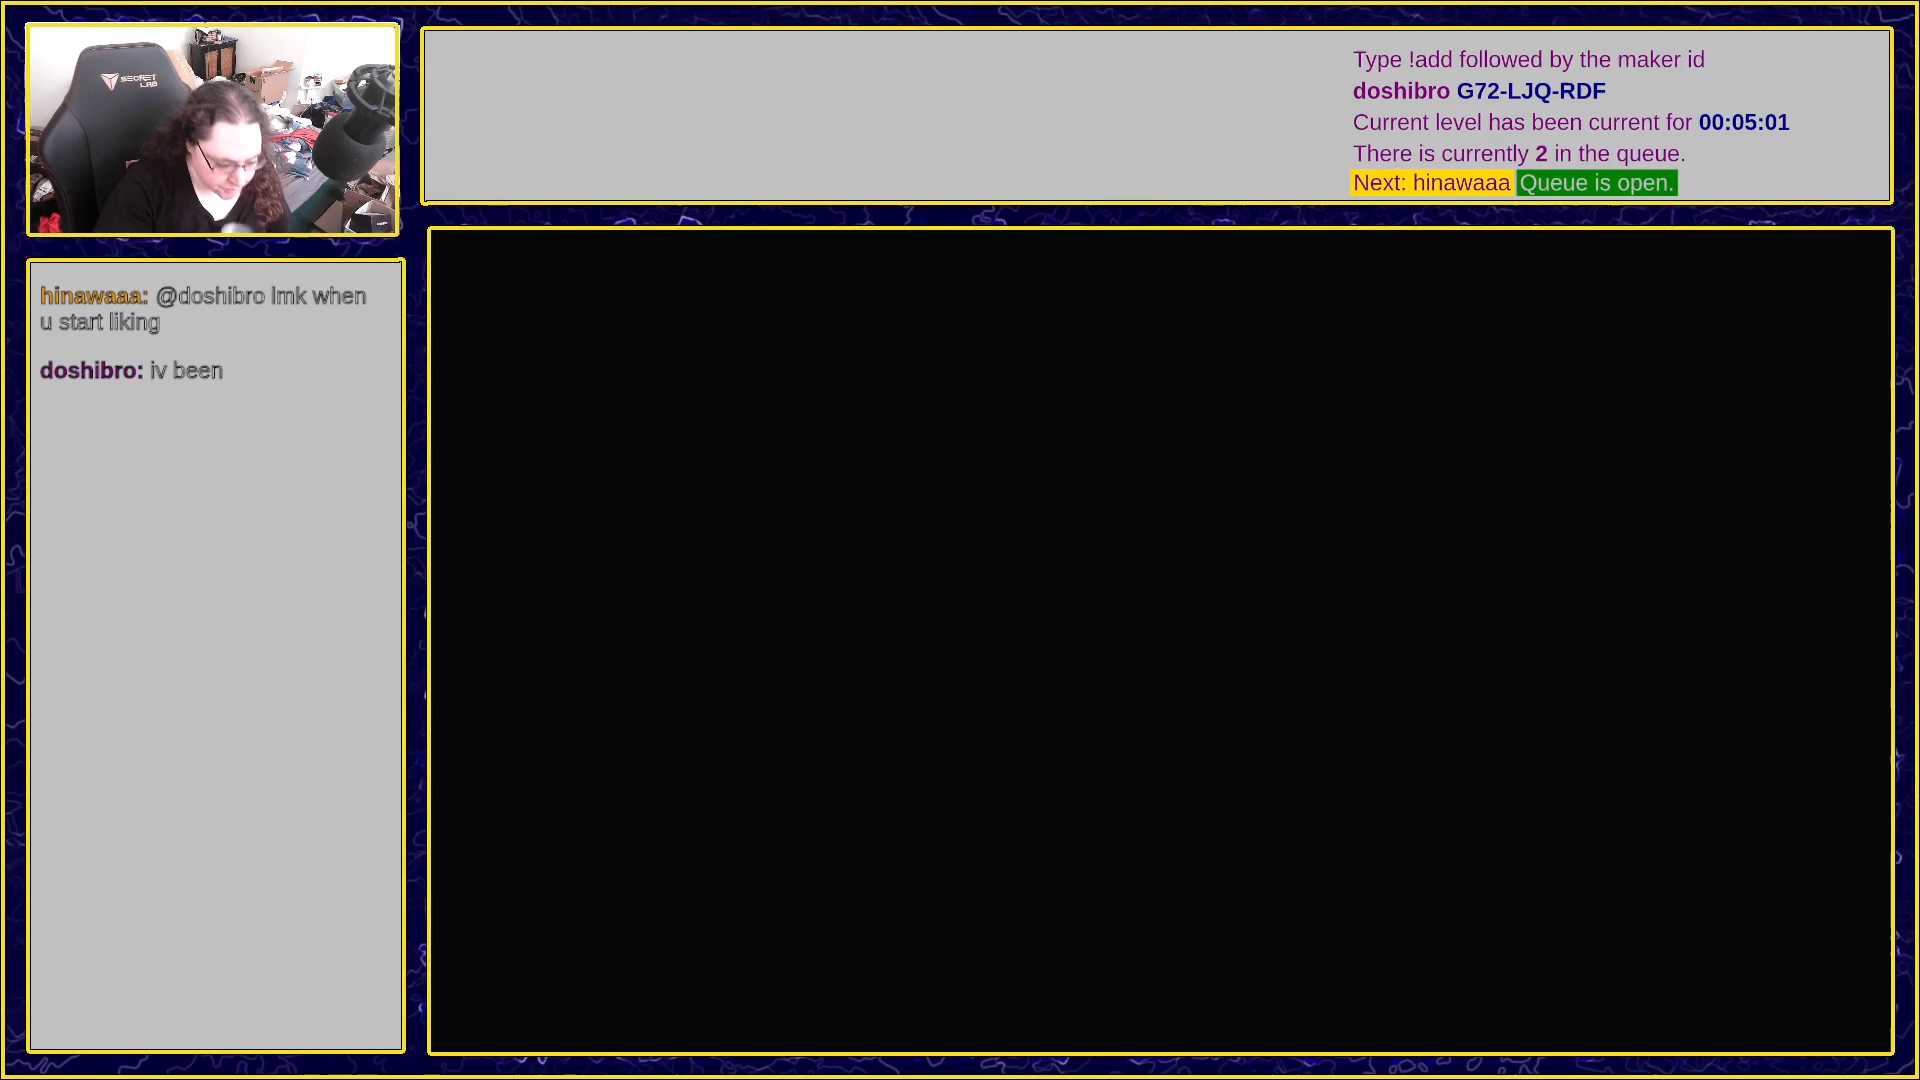 SECRET
LAB
Type !add followed by the maker id
doshibro G72-LJQ-RDF
Current level has been current for 00:05:01
There is currently 2 in the queue.
Next: hinawaaa Queue is open.
hinawaaa: @doshibro lmk when
u start liking
doshibro: iv been